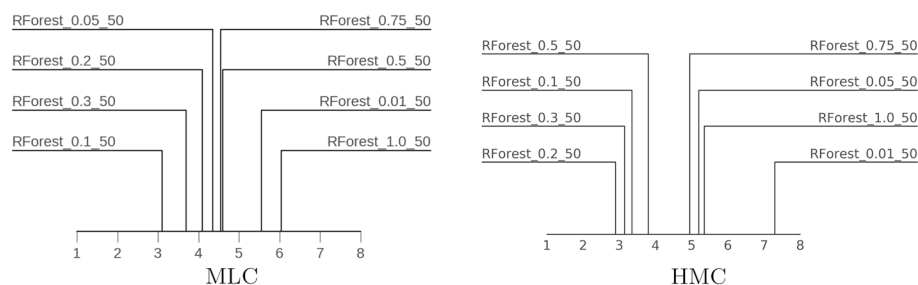 RForest_0.05_50 RForest_0.75_50
RForest_0.2_50 RForest_0.5_50
RForest_0.3_50 RForest_0.01_50
RForest_0.1_50 RForest_1.0_50
1 2 3 4 5 6 7 8
MLC
RForest_0.5_50 RForest_0.75_50
RForest_0.1_50 RForest_0.05_50
RForest_0.3_50 RForest_1.0_50
RForest_0.2_50 RForest_0.01_50
1 2 3 4 5 6 7 8
HMC